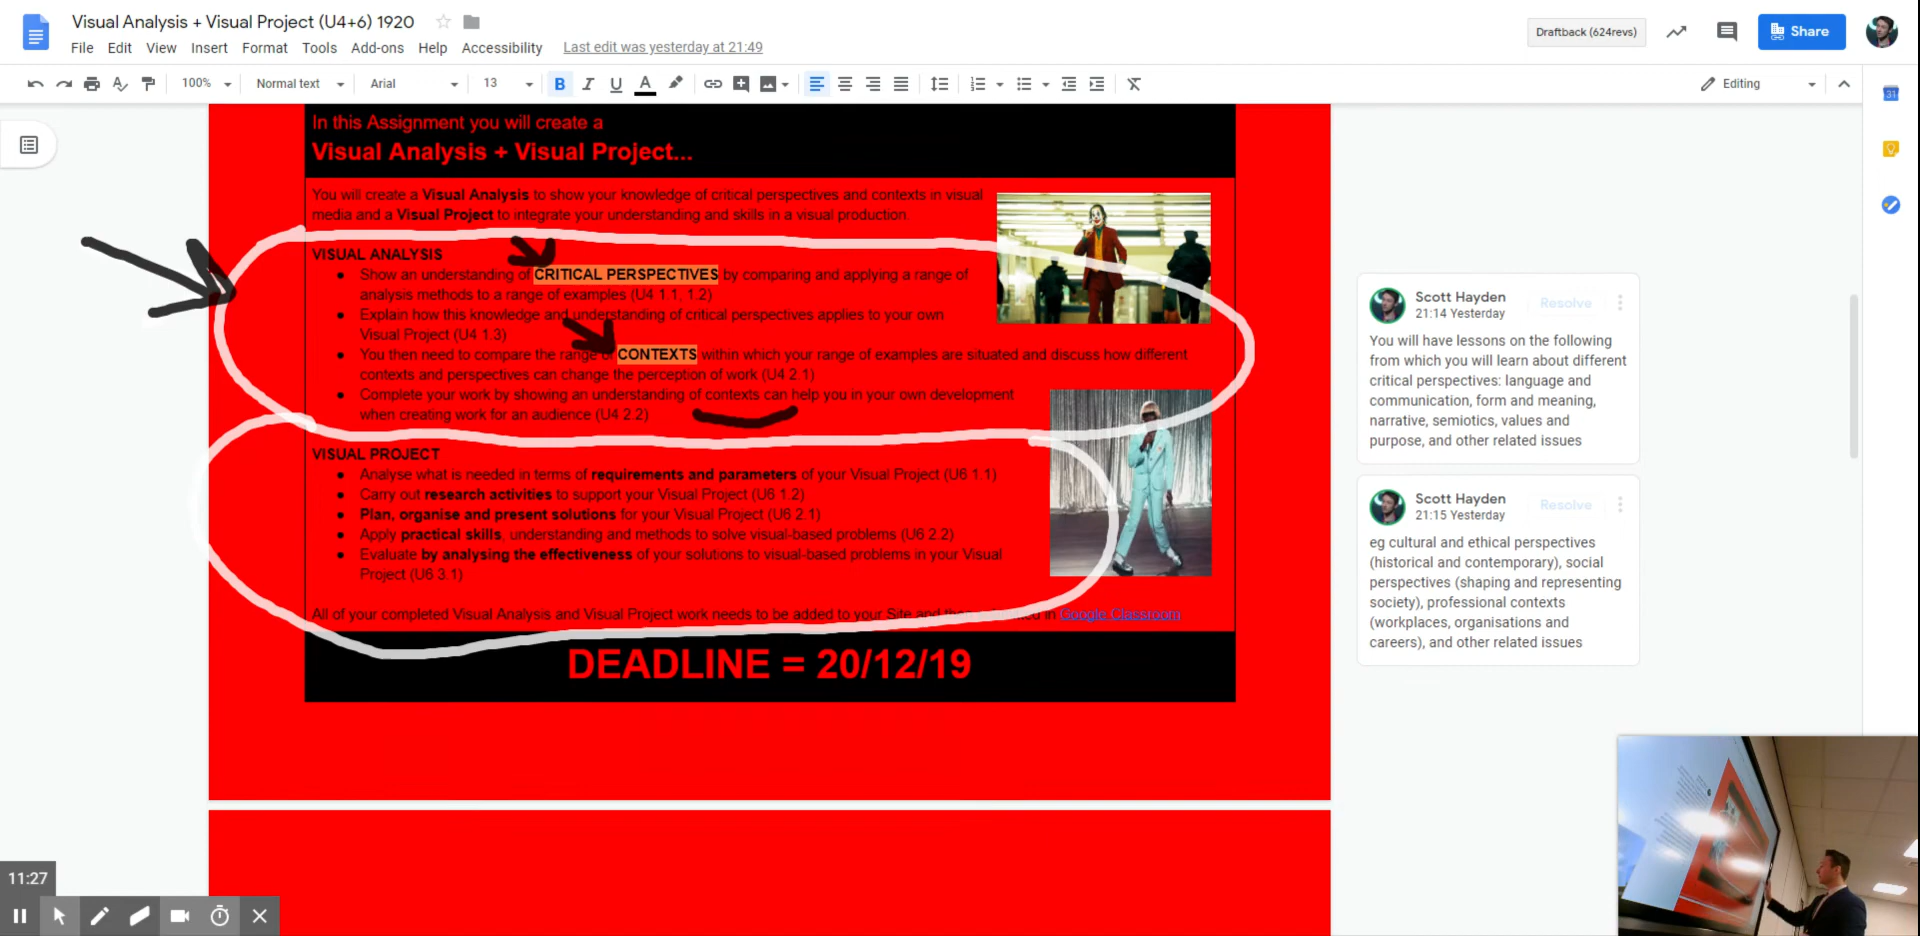 Visual Analysis + Visual Project (U4+6) 1920
File Edit View Insert Format Tools Add-ons Help Accessibility Last edit was yesterday at 21:49
Draftback (624revs)
Share
100% Normal text Arial 13 B I U A
Editing
31
In this Assignment you will create a
Visual Analysis + Visual Project...
You will create a Visual Analysis to show your knowledge of critical perspectives and contexts in visual
media and a Visual Project to integrate your understanding and skills in a visual production.
VISUAL ANALYSIS
● Show an understanding of CRITICAL PERSPECTIVES by comparing and applying a range of
analysis methods to a range of examples (U4 1.1, 1.2)
● Explain how this knowledge and understanding of critical perspectives applies to your own
Visual Project (U4 1.3)
● You then need to compare the range of CONTEXTS within which your range of examples are situated and discuss how different
contexts and perspectives can change the perception of work (U4 2.1)
● Complete your work by showing an understanding of contexts can help you in your own development
when creating work for an audience (U4 2.2)
VISUAL PROJECT
● Analyse what is needed in terms of requirements and parameters of your Visual Project (U6 1.1)
● Carry out research activities to support your Visual Project (U6 1.2)
● Plan, organise and present solutions for your Visual Project (U6 2.1)
● Apply practical skills, understanding and methods to solve visual-based problems (U6 2.2)
● Evaluate by analysing the effectiveness of your solutions to visual-based problems in your Visual
Project (U6 3.1)
All of your completed Visual Analysis and Visual Project work needs to be added to your Site and in Google Classroom
DEADLINE = 20/12/19
Scott Hayden
Resolve
21:14 Yesterday
You will have lessons on the following
from which you will learn about different
critical perspectives: language and
communication, form and meaning,
narrative, semiotics, values and
purpose, and other related issues
Scott Hayden
Resolve
21:15 Yesterday
eg cultural and ethical perspectives
(historical and contemporary), social
perspectives (shaping and representing
society), professional contexts
(workplaces, organisations and
careers), and other related issues
11:27